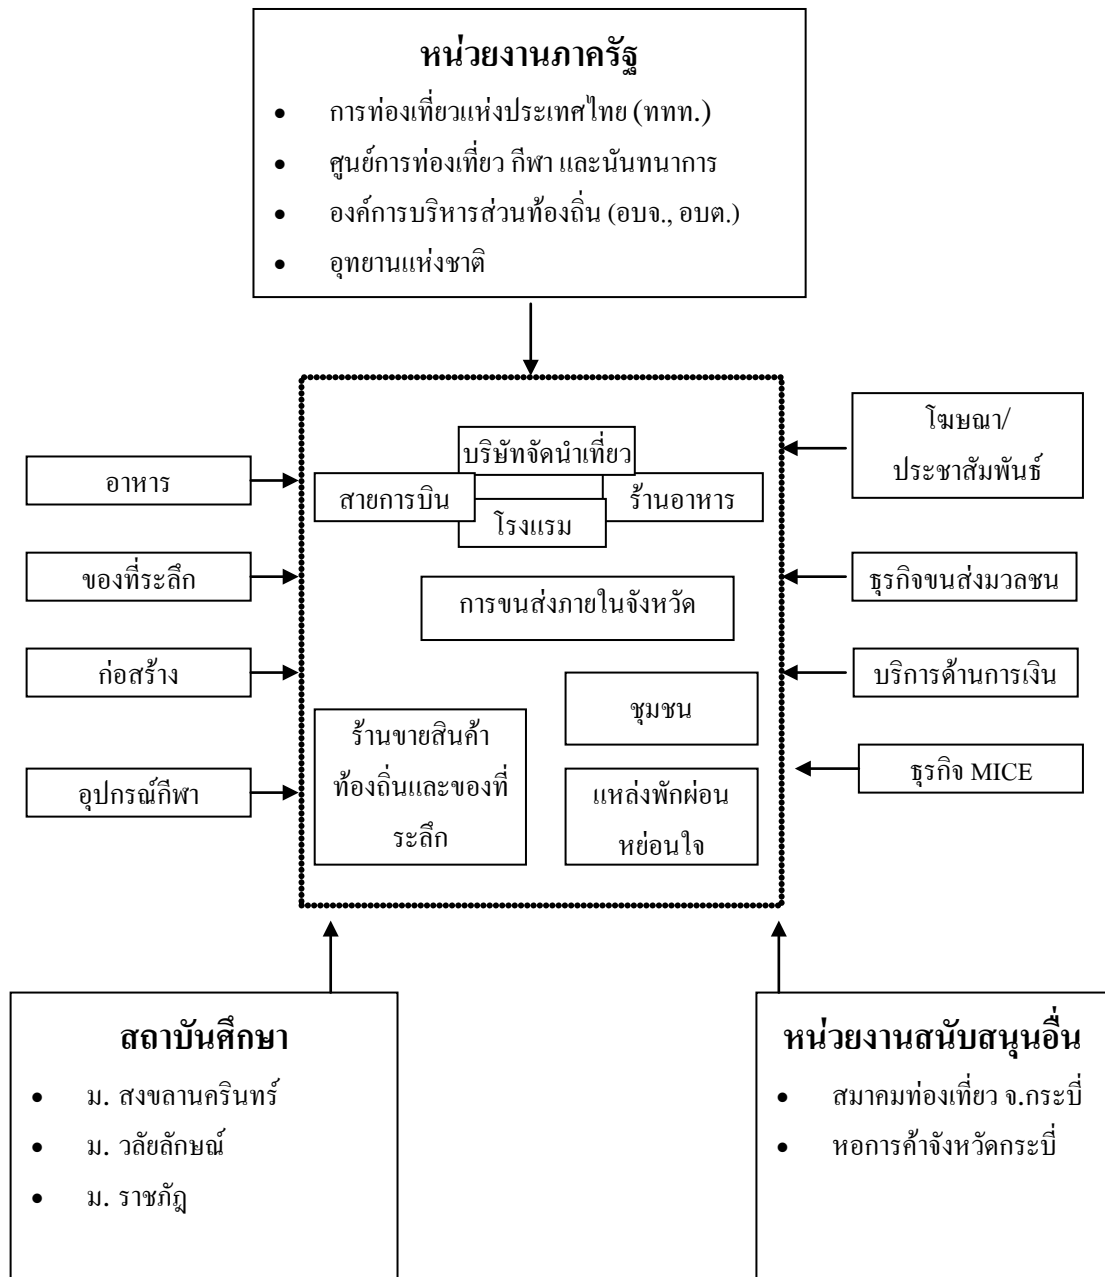 หน่วยงานภาครัฐ
• การท่องเที่ยวแห่งประเทศไทย (ททท.)
• ศูนย์การท่องเที่ยว กีฬา และนันทนาการ
• องค์การบริหารส่วนท้องถิ่น (อบจ., อบต.)
• อุทยานแห่งชาติ
อาหาร
ของที่ระลึก
ก่อสร้าง
อุปกรณ์กีฬา
บริษัทจัดนำเที่ยว
สายการบิน
ร้านอาหาร
โรงแรม
การขนส่งภายในจังหวัด
ชุมชน
ร้านขายสินค้า
ท้องถิ่นและของที่
ระลึก
แหล่งพักผ่อน
หย่อนใจ
โฆษณา/
ประชาสัมพันธ์
ธุรกิจขนส่งมวลชน
บริการด้านการเงิน
ธุรกิจ MICE
สถาบันศึกษา
• ม. สงขลานครินทร์
• ม. วลัยลักษณ์
• ม. ราชภัฎ
หน่วยงานสนับสนุนอื่น
• สมาคมท่องเที่ยว จ.กระบี่
• หอการค้าจังหวัดกระบี่